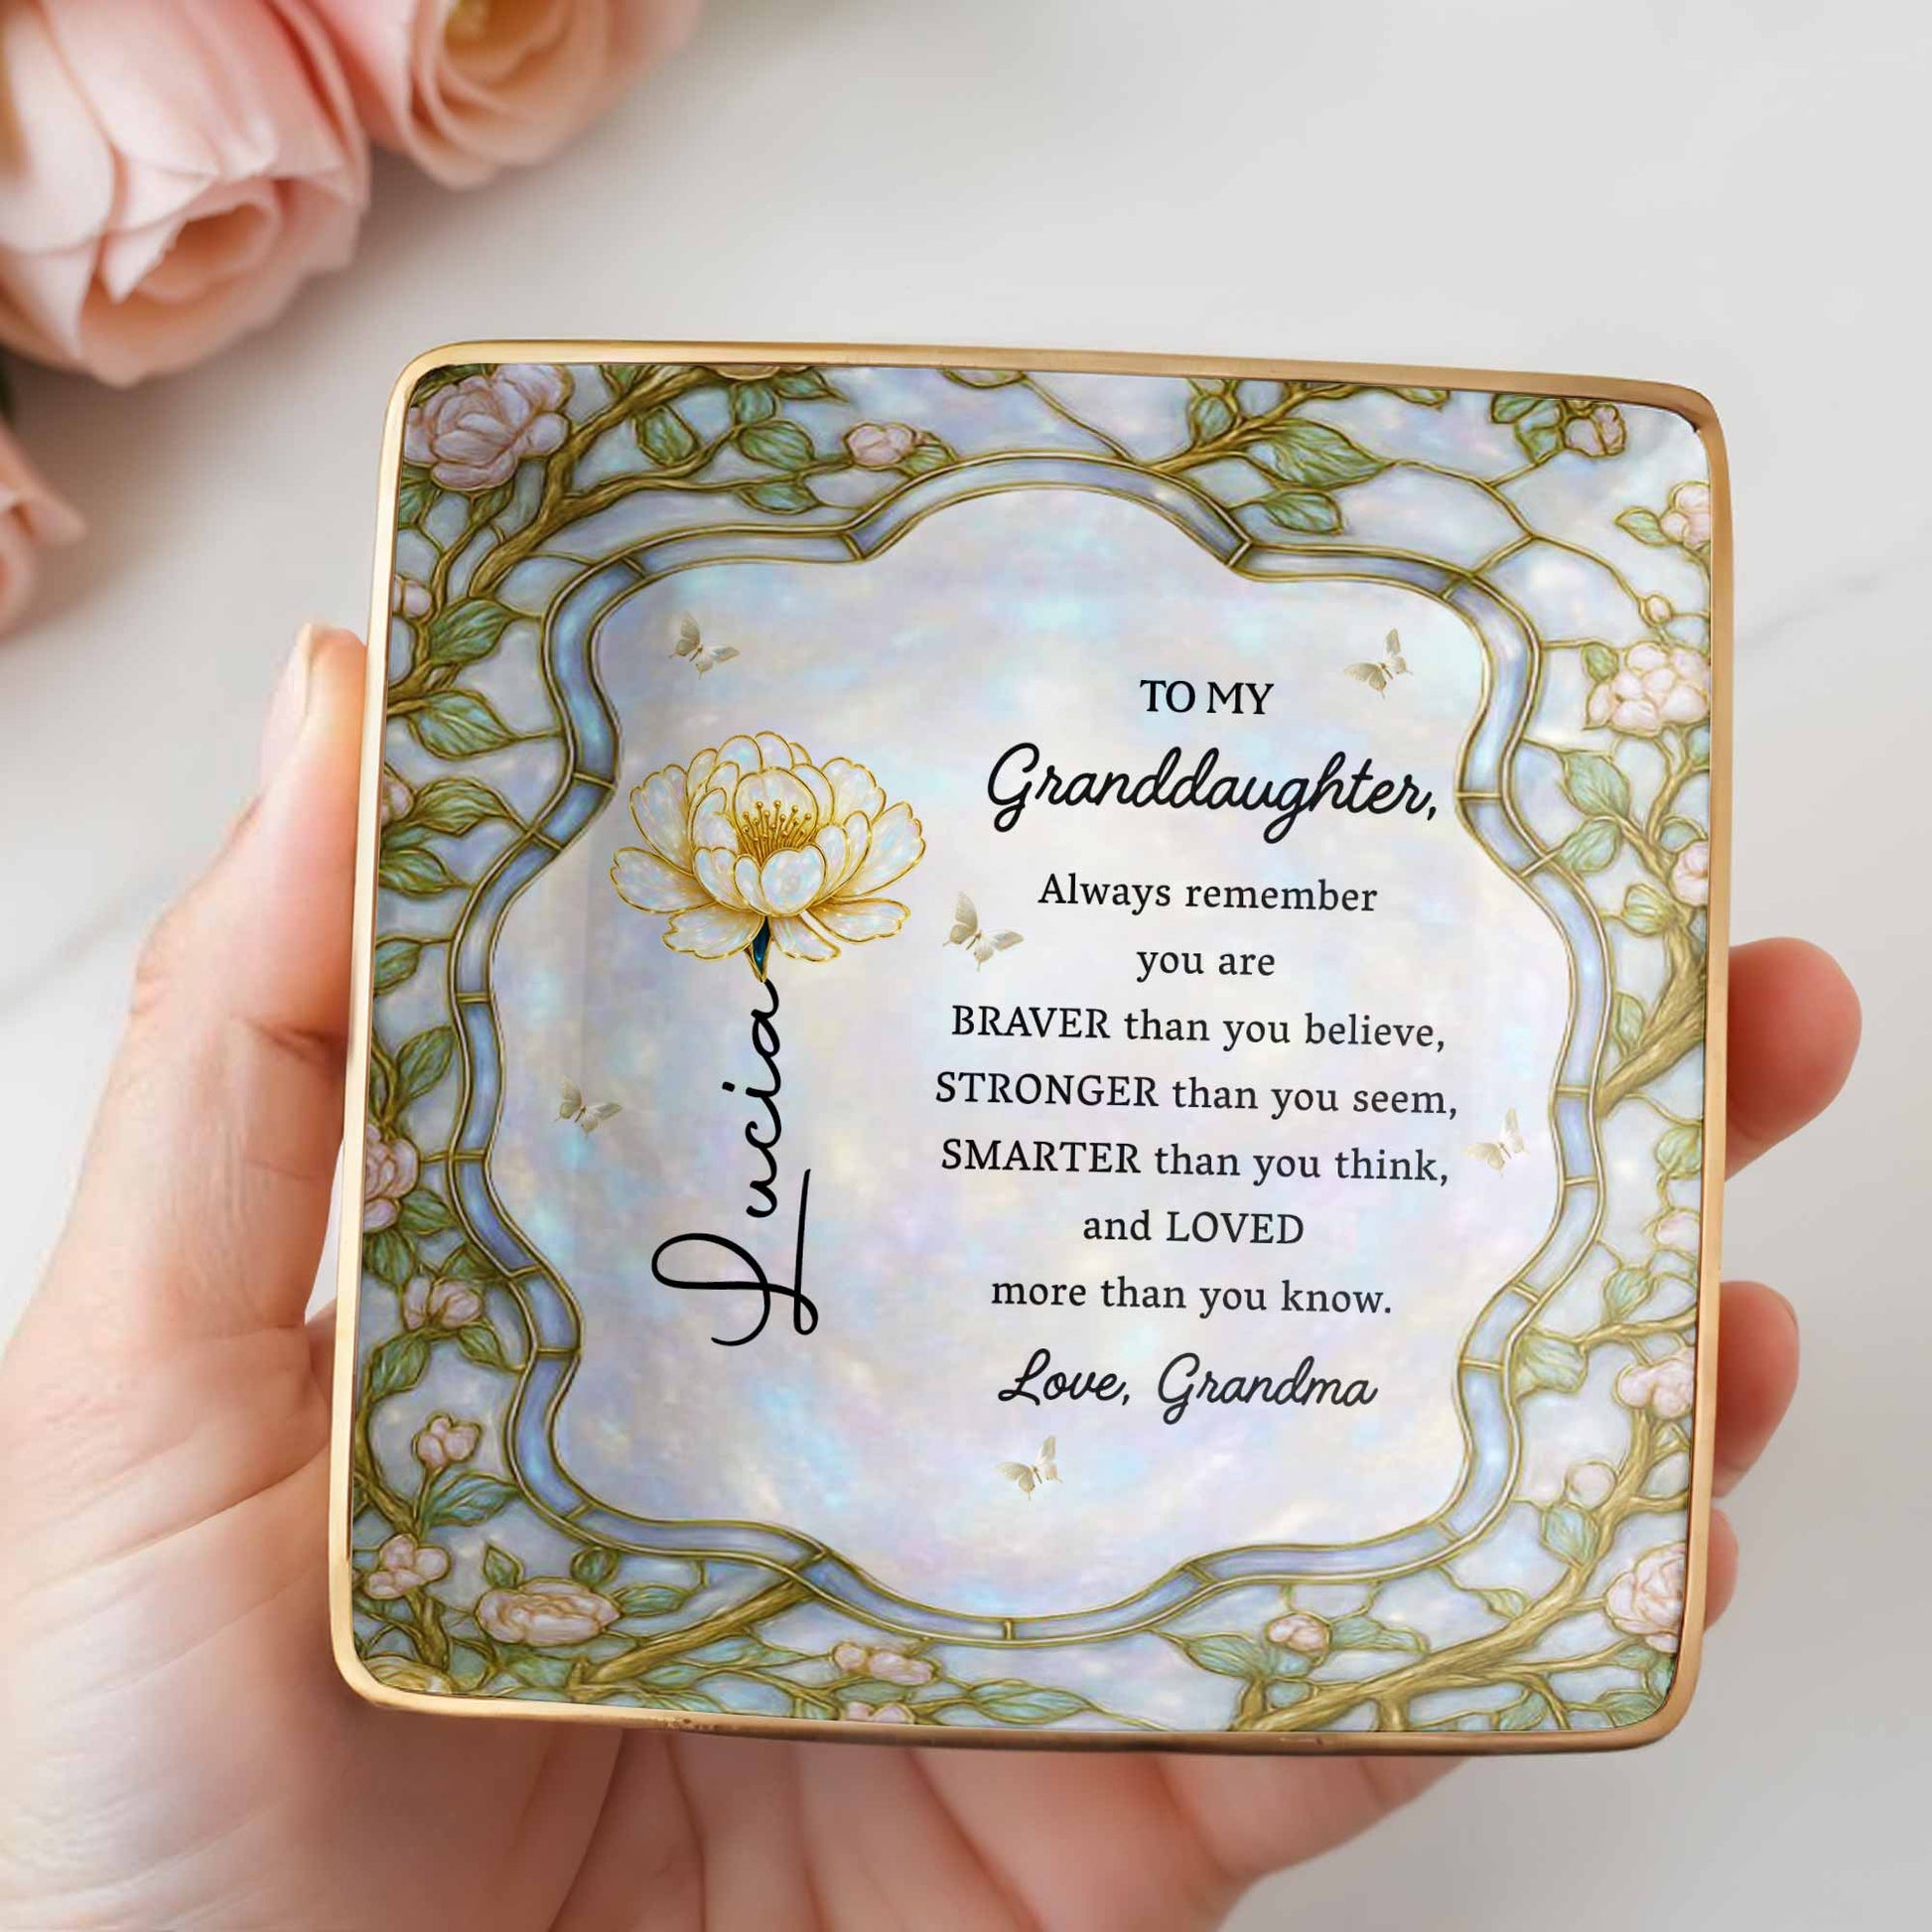 Lucia
TO MY
Granddaughter,
Always remember
you are
BRAVER than you believe,
STRONGER than you seem,
SMARTER than you think,
and LOVED
more than you know.
Love, Grandma